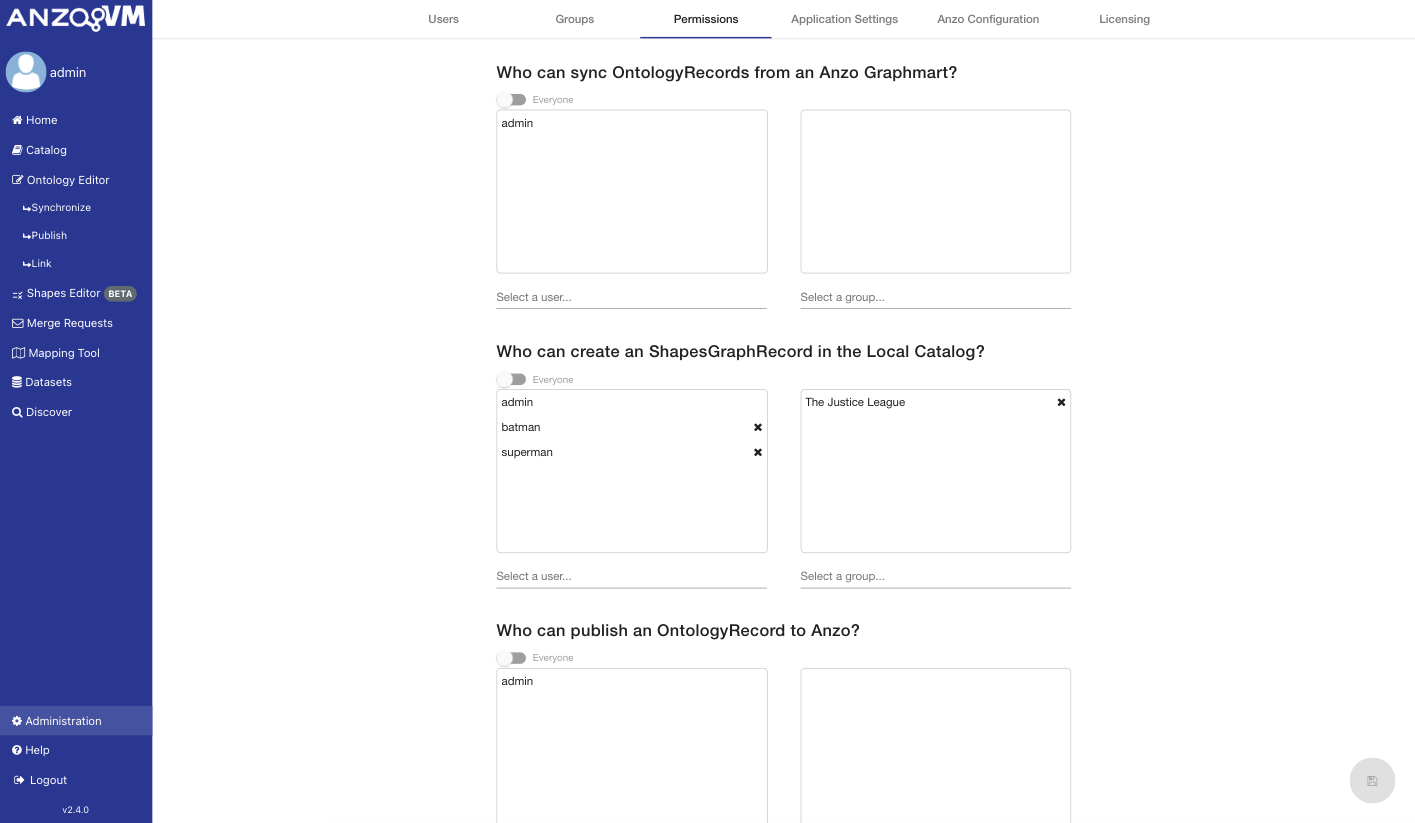 ANZOVM
admin
Home
Catalog
Ontology Editor
Synchronize
Publish
Link
Shapes Editor BETA
Merge Requests
Mapping Tool
Datasets
Discover
Administration
Help
Logout
v2.4.0
Users Groups Permissions Application Settings Anzo Configuration Licensing
Who can sync OntologyRecords from an Anzo Graphmart?
Everyone
admin
Select a user... Select a group...
Who can create an ShapesGraphRecord in the Local Catalog?
Everyone
admin The Justice League
batman
superman
Select a user... Select a group...
Who can publish an OntologyRecord to Anzo?
Everyone
admin